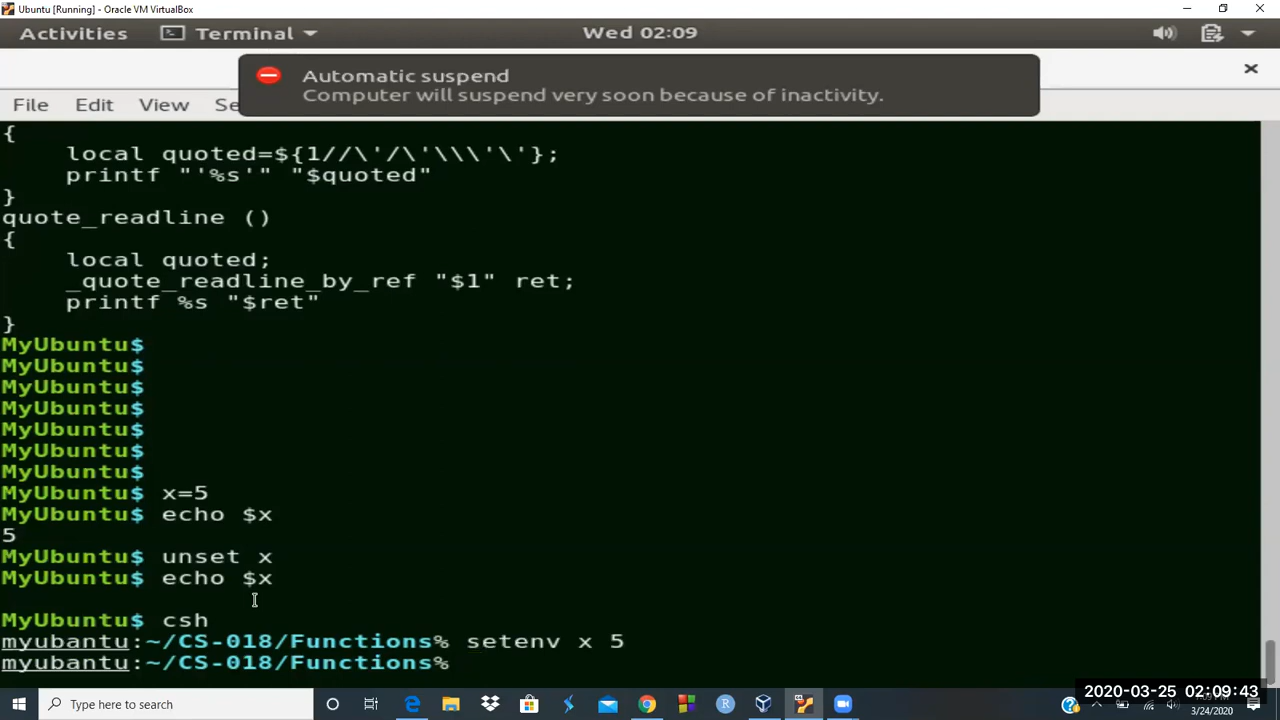 Ubuntu [Running] - Oracle VM VirtualBox
Activities Terminal Wed 02:09
Automatic suspend
Computer will suspend very soon because of inactivity.
File Edit View Se
{
local quoted=${1//\'/\'\\\'\'};
printf "'%s'" "$quoted"
}
quote_readline ()
{
local quoted;
_quote_readline_by_ref "$1" ret;
printf %s "$ret"
}
MyUbuntu$
MyUbuntu$
MyUbuntu$
MyUbuntu$
MyUbuntu$
MyUbuntu$
MyUbuntu$
MyUbuntu$ x=5
MyUbuntu$ echo $x
5
MyUbuntu$ unset x
MyUbuntu$ echo $x
MyUbuntu$ csh
myubantu:~/CS-018/Functions% setenv x 5
myubantu:~/CS-018/Functions%
Type here to search
2020-03-25 02:09:43
3/24/2020